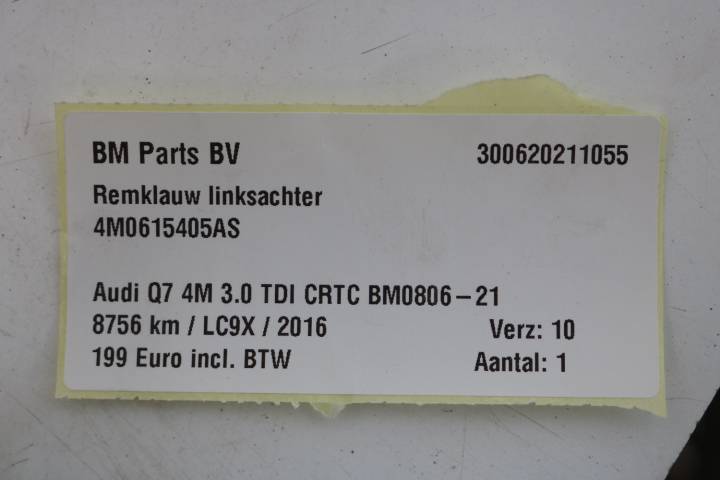 BM Parts BV 300620211055
Remklauw linksachter
4M0615405AS
Audi Q7 4M 3.0 TDI CRTC BM0806-21
8756 km / LC9X / 2016 Verz: 10
199 Euro incl. BTW Aantal: 1